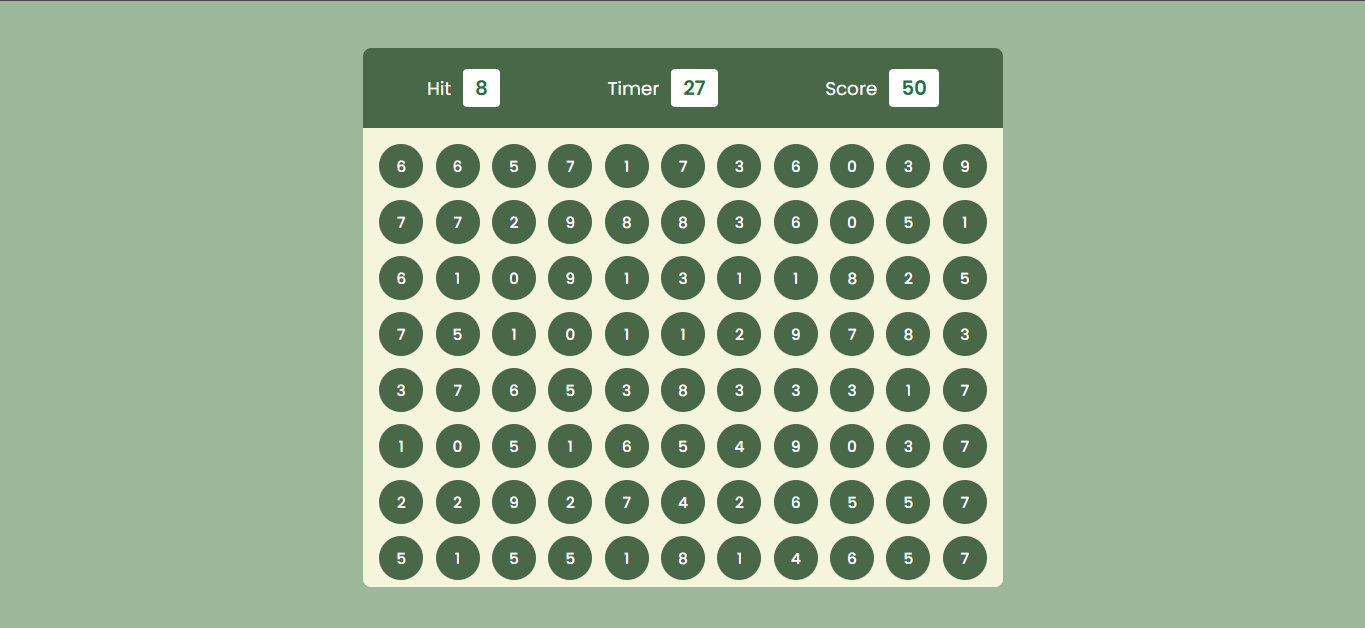 Hit 8 Timer 27 Score 50
6 6 5 7 1 7 3 6 0 3 9
7 7 2 9 8 8 3 6 0 5 1
6 1 0 9 1 3 1 1 8 2 5
7 5 1 0 1 1 2 9 7 8 3
3 7 6 5 3 8 3 3 3 1 7
1 0 5 1 6 5 4 9 0 3 7
2 2 9 2 7 4 2 6 5 5 7
5 1 5 5 1 8 1 4 6 5 7